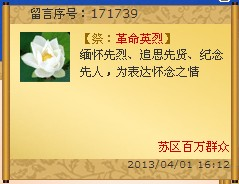 留言序号：171739
【祭：革命英烈】
缅怀先烈、追思先贤、纪念
先人，为表达怀念之情
苏区百万群众
2013/04/01 16:12